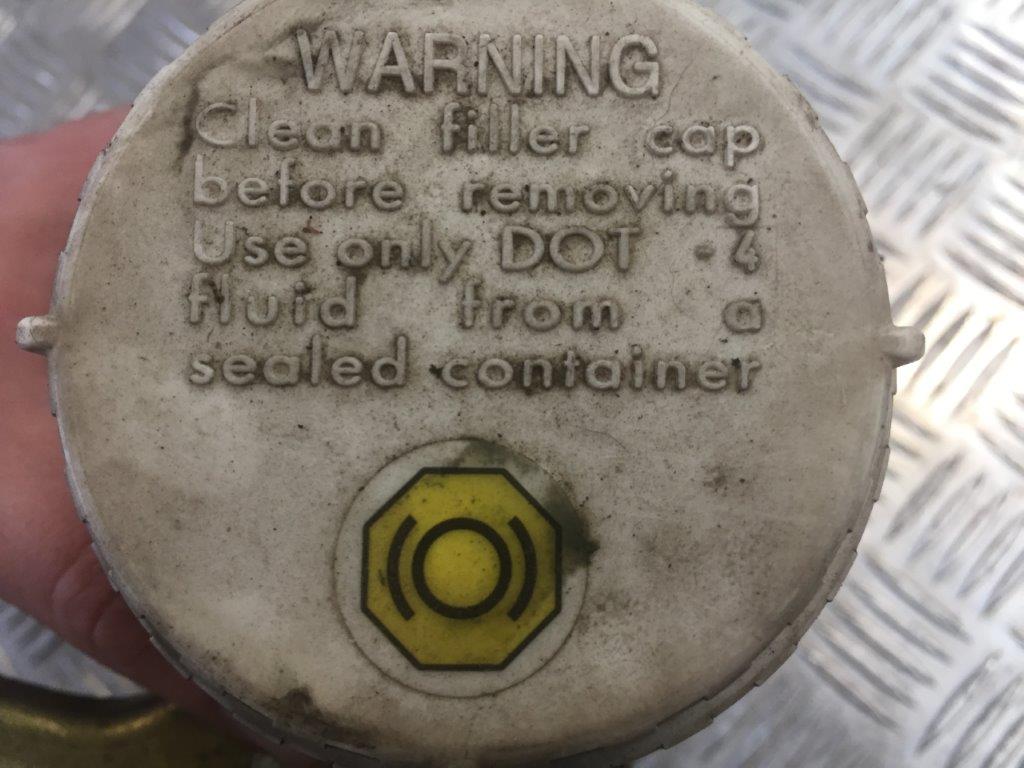 WARNING
Clean filler cap
before removing
Use only DOT · 4
fluid from a
sealed container